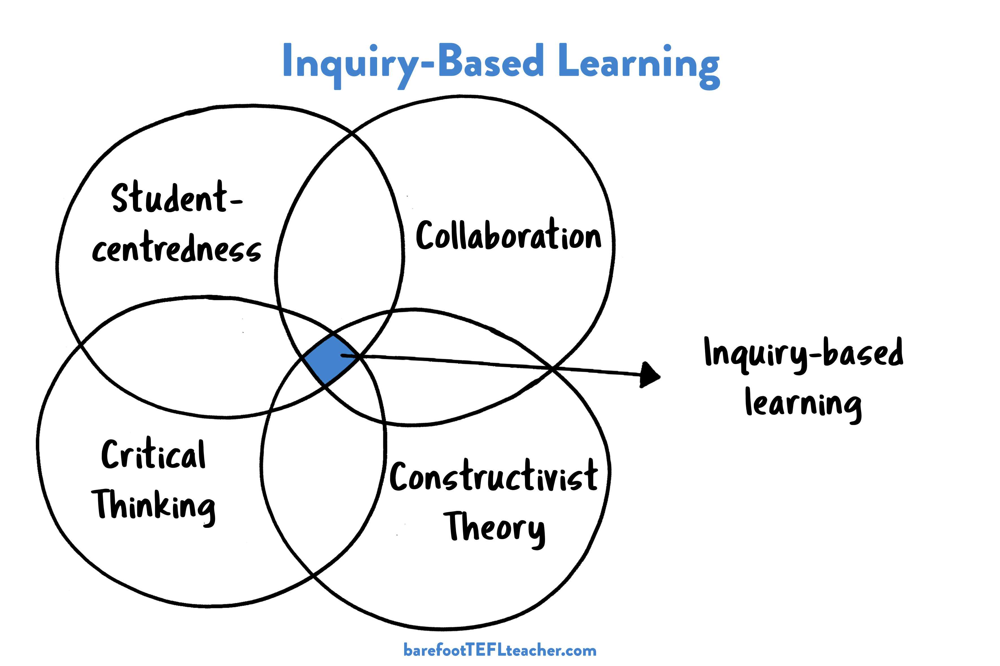 Inquiry-Based Learning
Student-
centredness
Collaboration
Inquiry-based
learning
Critical
Thinking
Constructivist
Theory
barefootTEFLteacher.com